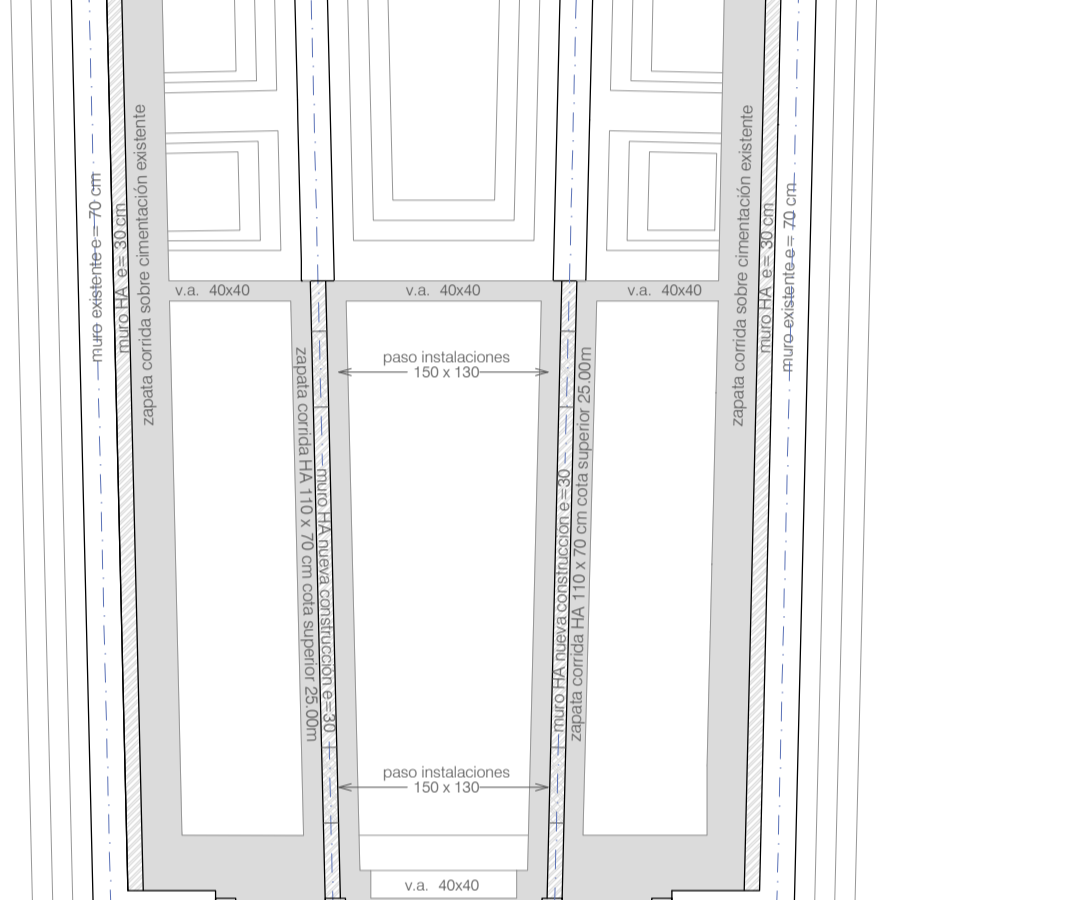 muro existente e= 70 cm
muro HA e= 30 cm
zapata corrida sobre cimentación existente
zapata corrida sobre cimentación existente
muro HA e= 30 cm
muro existente e= 70 cm
v.a. 40x40
v.a. 40x40
v.a. 40x40
paso instalaciones
150 x 130
zapata corrida HA 110 x 70 cm cota superior 25.00m
muro HA nueva construcción e=30
muro HA nueva construcción e=30
zapata corrida HA 110 x 70 cm cota superior 25.00m
paso instalaciones
150 x 130
v.a. 40x40